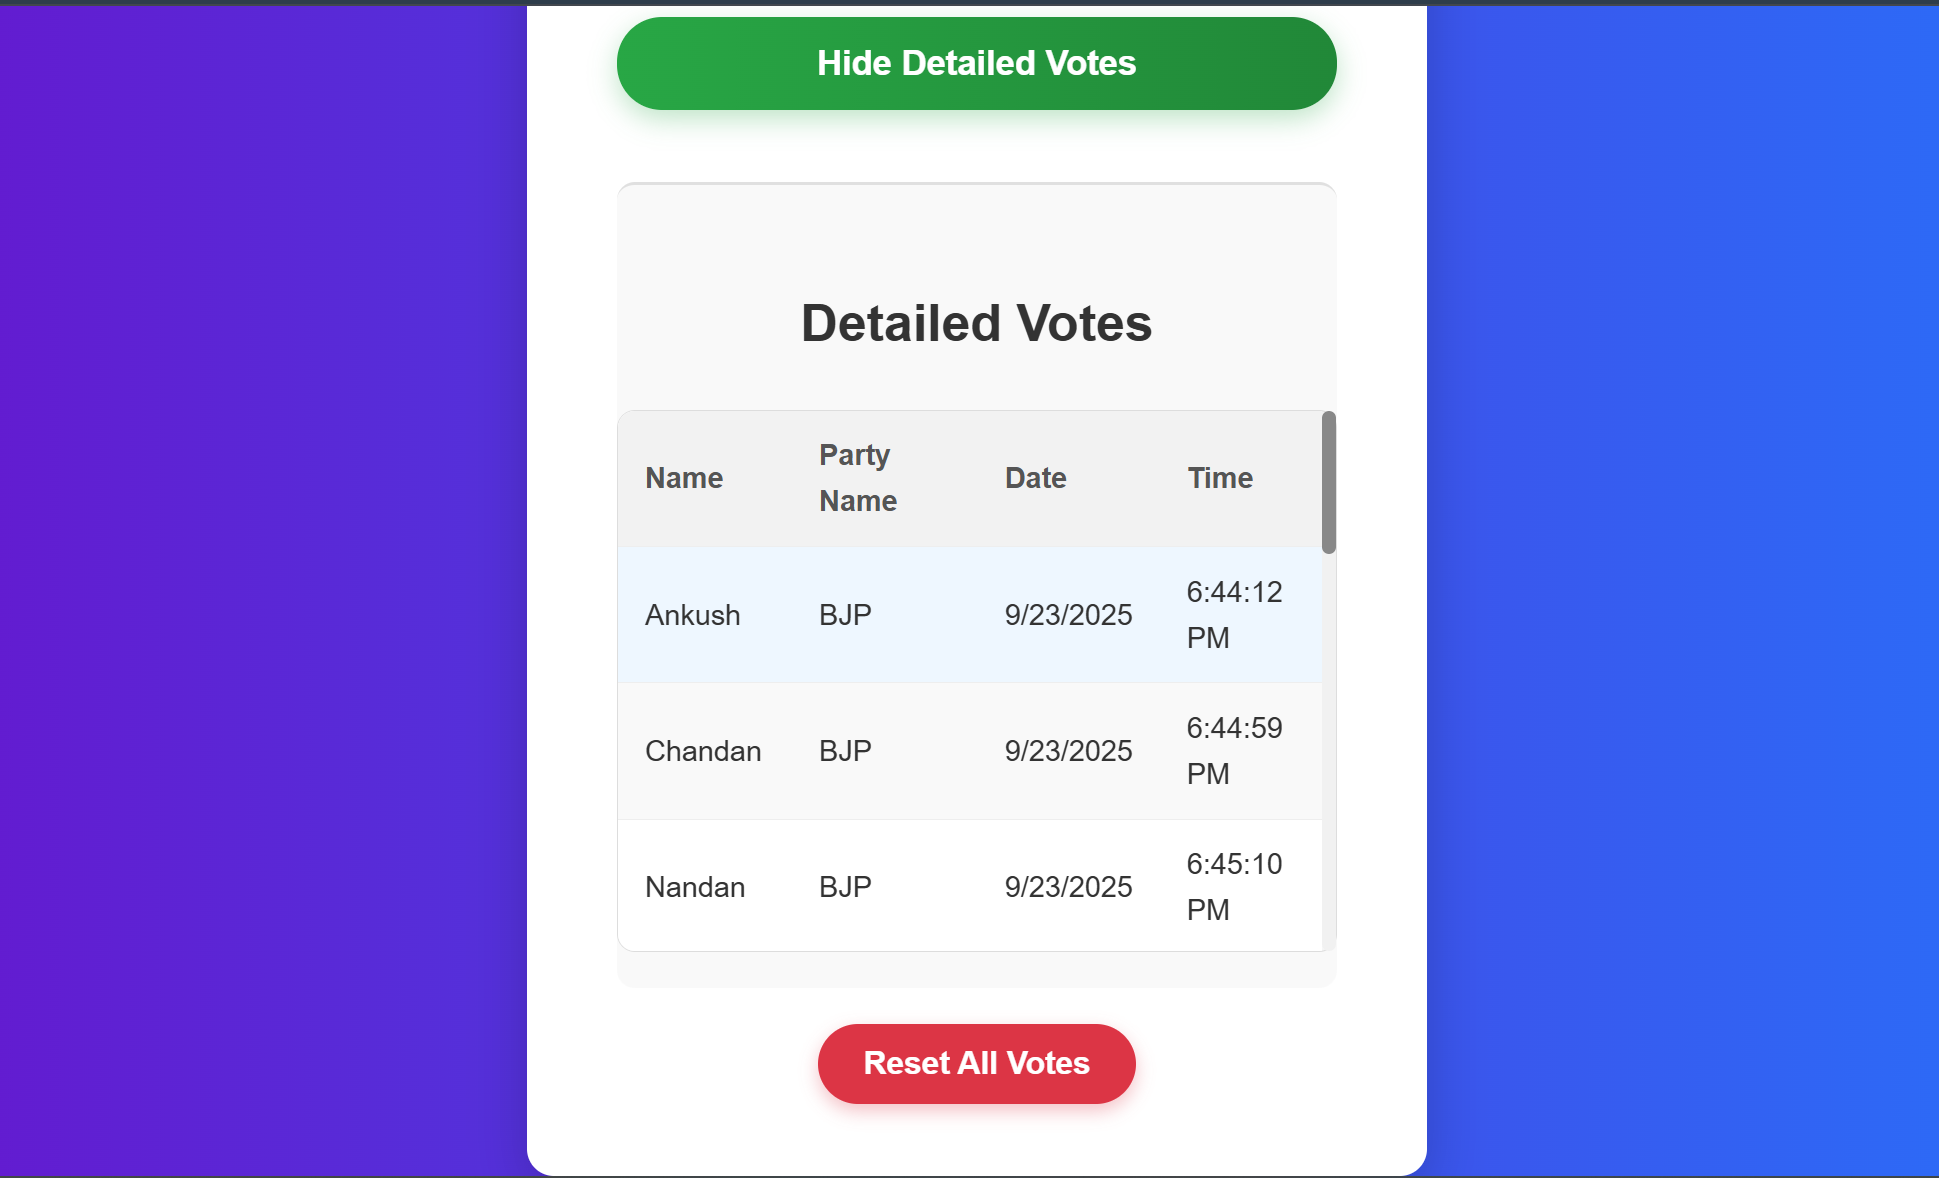 Hide Detailed Votes
Detailed Votes
Name Party Name Date Time
Ankush BJP 9/23/2025 6:44:12 PM
Chandan BJP 9/23/2025 6:44:59 PM
Nandan BJP 9/23/2025 6:45:10 PM
Reset All Votes